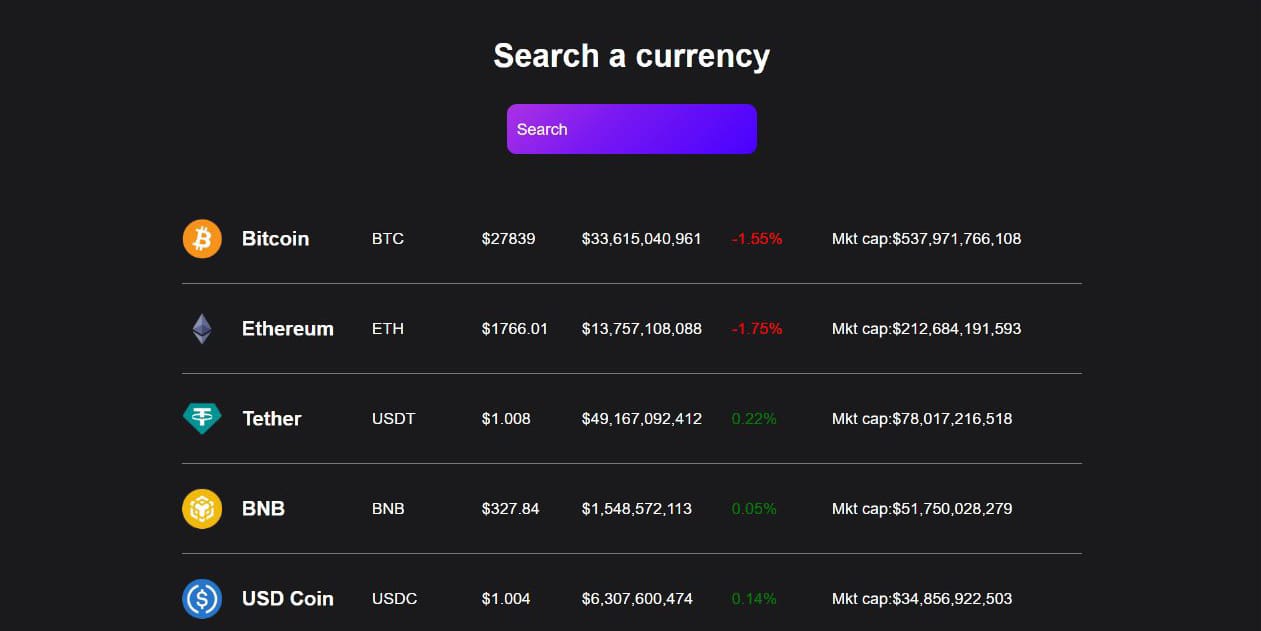 Search a currency
Search
Bitcoin BTC $27839 $33,615,040,961 -1.55% Mkt cap:$537,971,766,108
Ethereum ETH $1766.01 $13,757,108,088 -1.75% Mkt cap:$212,684,191,593
Tether USDT $1.008 $49,167,092,412 0.22% Mkt cap:$78,017,216,518
BNB BNB $327.84 $1,548,572,113 0.05% Mkt cap:$51,750,028,279
USD Coin USDC $1.004 $6,307,600,474 0.14% Mkt cap:$34,856,922,503